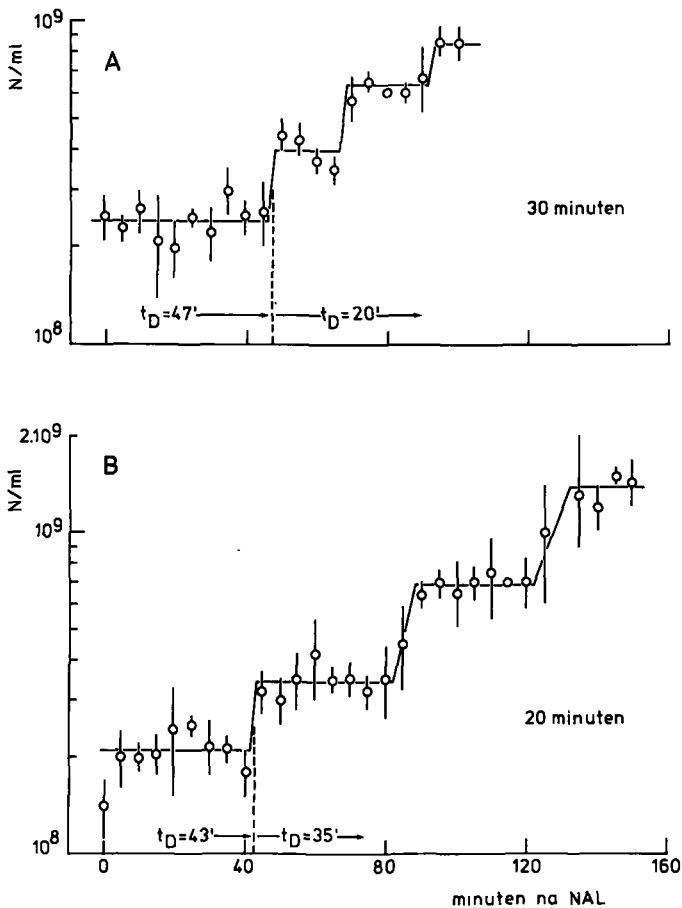 10⁹
N/ml
A
30 minuten
t_D=47'
t_D=20'
10⁸
2.10⁹
N/ml
B
10⁹
20 minuten
t_D=43'
t_D=35'
10⁸
0
40
80
120
160
minuten na NAL